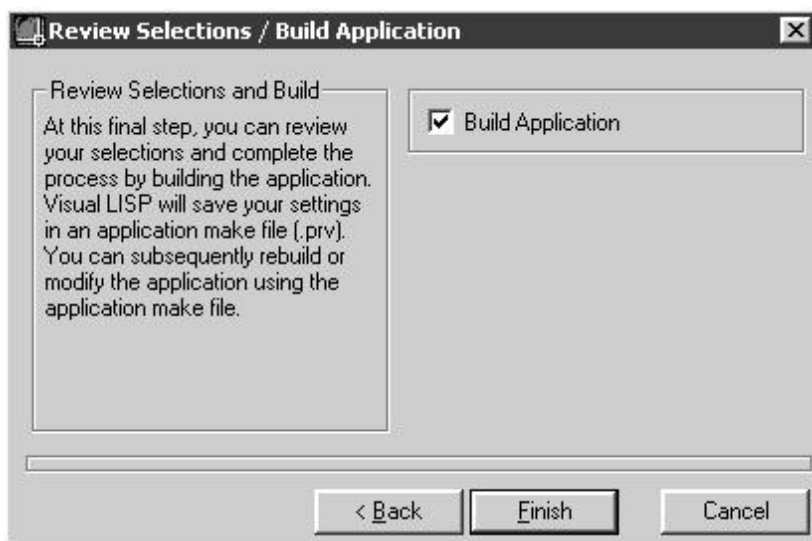 Review Selections / Build Application
Review Selections and Build
At this final step, you can review
your selections and complete the
process by building the application.
Visual LISP will save your settings
in an application make file (.prv).
You can subsequently rebuild or
modify the application using the
application make file.
Build Application
< Back
Finish
Cancel